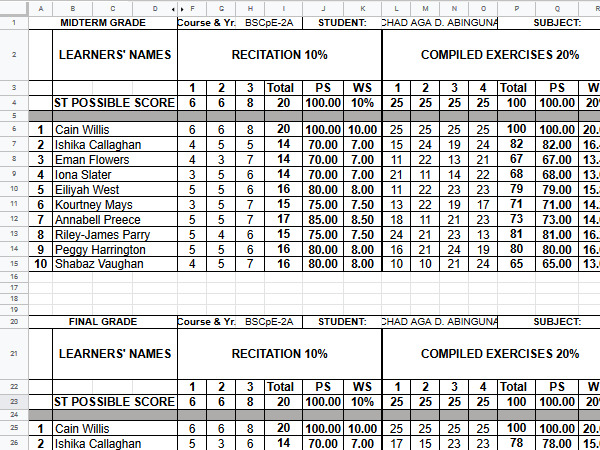 A B C D F G H I J K L M N O P Q R
1 MIDTERM GRADE Course & Yr. BSCpE-2A STUDENT: CHAD AGA D. ABINGUNA SUBJECT:
2 LEARNERS' NAMES RECITATION 10% COMPILED EXERCISES 20%
3 1 2 3 Total PS WS 1 2 3 4 Total PS W
4 ST POSSIBLE SCORE 6 6 8 20 100.00 10% 25 25 25 25 100 100.00 20
5
6 1 Cain Willis 6 6 8 20 100.00 10.00 25 25 25 25 100 100.00 20.
7 2 Ishika Callaghan 4 5 5 14 70.00 7.00 15 24 19 24 82 82.00 16.
8 3 Eman Flowers 4 3 7 14 70.00 7.00 11 22 13 21 67 67.00 13.
9 4 Iona Slater 3 5 6 14 70.00 7.00 21 11 14 22 68 68.00 13.
10 5 Eiliyah West 5 5 6 16 80.00 8.00 11 22 23 23 79 79.00 15.
11 6 Kourtney Mays 3 5 7 15 75.00 7.50 13 22 19 17 71 71.00 14.
12 7 Annabell Preece 5 5 7 17 85.00 8.50 18 11 21 23 73 73.00 14.
13 8 Riley-James Parry 5 4 6 15 75.00 7.50 24 21 23 13 81 81.00 16.
14 9 Peggy Harrington 5 5 6 16 80.00 8.00 16 21 24 19 80 80.00 16.
15 10 Shabaz Vaughan 4 5 7 16 80.00 8.00 10 10 21 24 65 65.00 13.
16
17
18
19
20 FINAL GRADE Course & Yr. BSCpE-2A STUDENT: CHAD AGA D. ABINGUNA SUBJECT:
21 LEARNERS' NAMES RECITATION 10% COMPILED EXERCISES 20%
22 1 2 3 Total PS WS 1 2 3 4 Total PS W
23 ST POSSIBLE SCORE 6 6 8 20 100.00 10% 25 25 25 25 100 100.00 20
24
25 1 Cain Willis 6 6 8 20 100.00 10.00 25 25 25 25 100 100.00 20.
26 2 Ishika Callaghan 5 3 6 14 70.00 7.00 17 15 23 23 78 78.00 15.